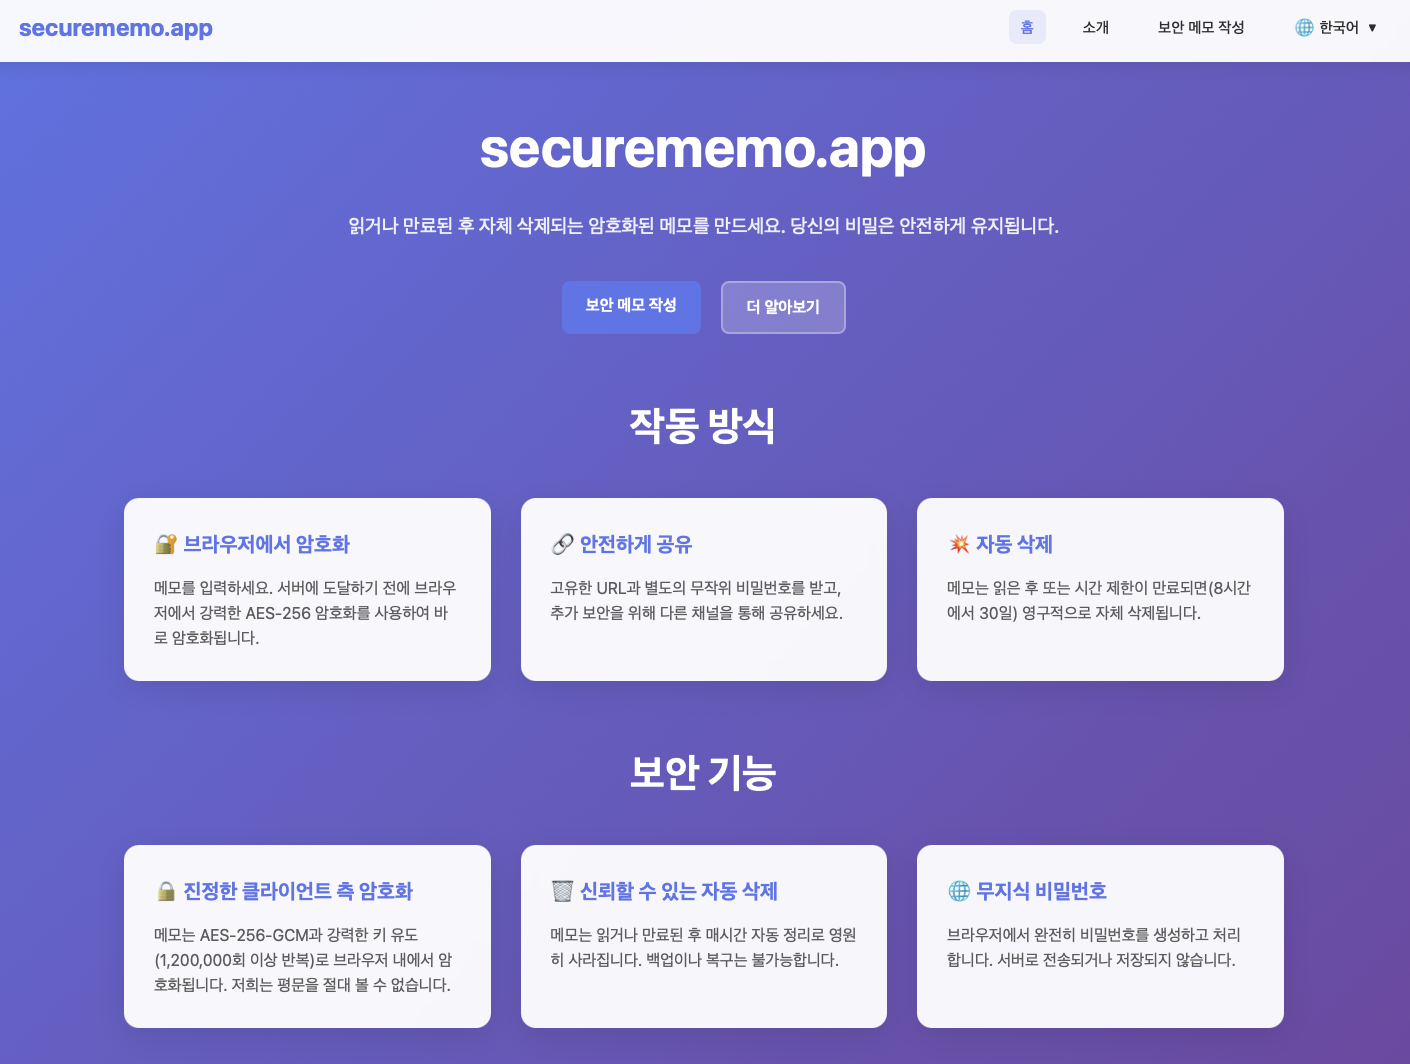 securememo.app
홈
소개
보안 메모 작성
🌐 한국어 ▼
securememo.app
읽거나 만료된 후 자체 삭제되는 암호화된 메모를 만드세요. 당신의 비밀은 안전하게 유지됩니다.
보안 메모 작성
더 알아보기
작동 방식
🔐 브라우저에서 암호화
메모를 입력하세요. 서버에 도달하기 전에 브라우
저에서 강력한 AES-256 암호화를 사용하여 바
로 암호화됩니다.
🔗 안전하게 공유
고유한 URL과 별도의 무작위 비밀번호를 받고,
추가 보안을 위해 다른 채널을 통해 공유하세요.
💥 자동 삭제
메모는 읽은 후 또는 시간 제한이 만료되면(8시간
에서 30일) 영구적으로 자체 삭제됩니다.
보안 기능
🔒 진정한 클라이언트 측 암호화
메모는 AES-256-GCM과 강력한 키 유도
(1,200,000회 이상 반복)로 브라우저 내에서 암
호화됩니다. 저희는 평문을 절대 볼 수 없습니다.
🗑️ 신뢰할 수 있는 자동 삭제
메모는 읽거나 만료된 후 매시간 자동 정리로 영원
히 사라집니다. 백업이나 복구는 불가능합니다.
🌐 무지식 비밀번호
브라우저에서 완전히 비밀번호를 생성하고 처리
합니다. 서버로 전송되거나 저장되지 않습니다.